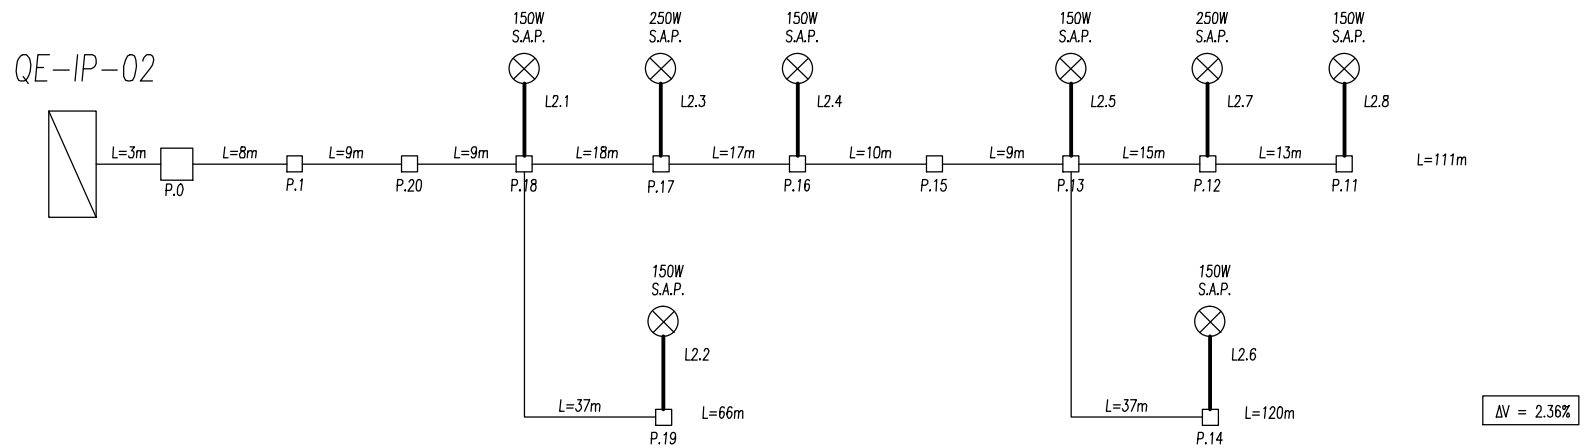 150W
S.A.P.
250W
S.A.P.
150W
S.A.P.
150W
S.A.P.
250W
S.A.P.
150W
S.A.P.
QE-IP-02
L2.1
L2.3
L2.4
L2.5
L2.7
L2.8
L=3m
L=8m
L=9m
L=9m
L=18m
L=17m
L=10m
L=9m
L=15m
L=13m
L=111m
P.0
P.1
P.20
P.18
P.17
P.16
P.15
P.13
P.12
P.11
150W
S.A.P.
150W
S.A.P.
L2.2
L2.6
L=37m
L=66m
L=37m
L=120m
ΔV = 2.36%
P.19
P.14